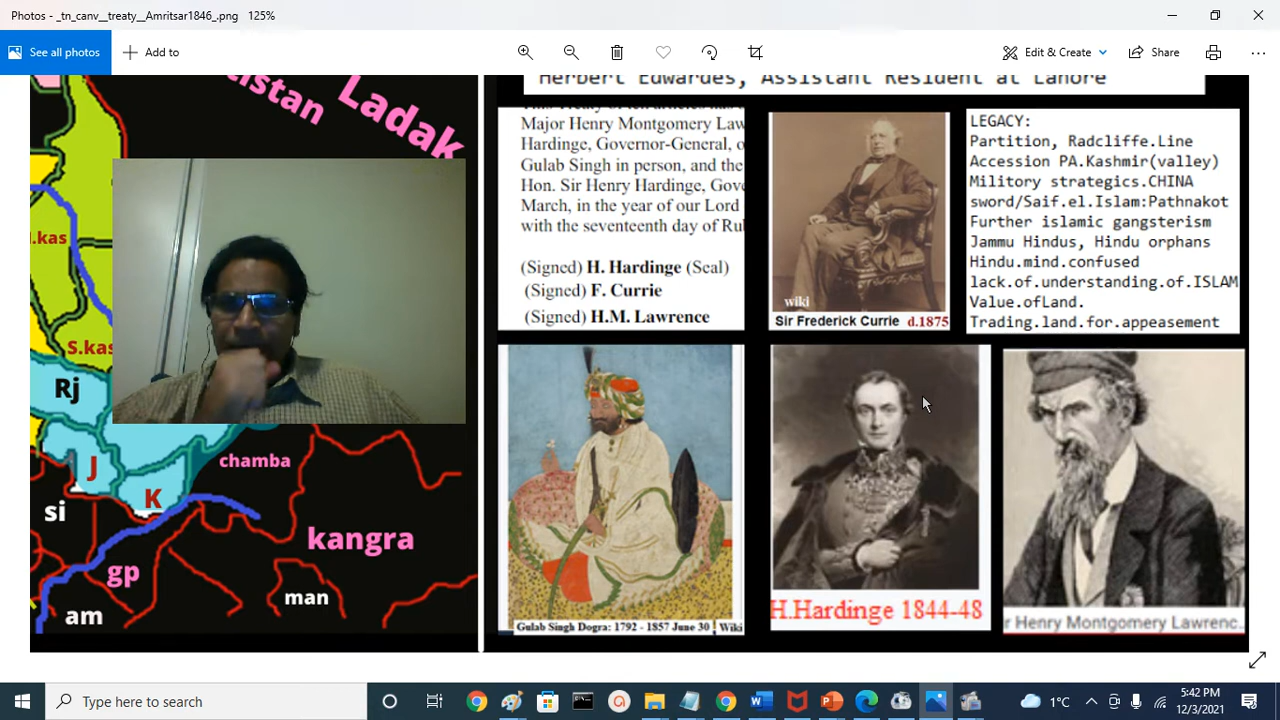 Photos - _tn_canv__treaty__Amritsar1846_.png 125%
See all photos
Add to
Edit & Create
Share
Ladak
chamba
.kas
S.kas
Rj
J
K
si
kangra
gp
man
am
Herbert Edwardes, Assistant Resident at Lahore
Major Henry Montgomery Law
Hardinge, Governor-General, o
Gulab Singh in person, and the
Hon. Sir Henry Hardinge, Gove
March, in the year of our Lord
with the seventeenth day of Ru
(Signed) H. Hardinge (Seal)
(Signed) F. Currie
(Signed) H.M. Lawrence
wiki
Sir Frederick Currie d.1875
LEGACY:
Partition, Radcliffe.Line
Accession PA.Kashmir(valley)
Military strategics.CHINA
sword/Saif.el.Islam:Pathnakot
Further islamic gangsterism
Jammu Hindus, Hindu orphans
Hindu.mind.confused
lack.of.understanding.of.ISLAM
Value.ofLand.
Trading.land.for.appeasement
Gulab Singh Dogra: 1792 - 1857 June 30 | Wiki
H.Hardinge 1844-48
r Henry Montgomery Lawrenc..
Type here to search
1°C
5:42 PM
12/3/2021